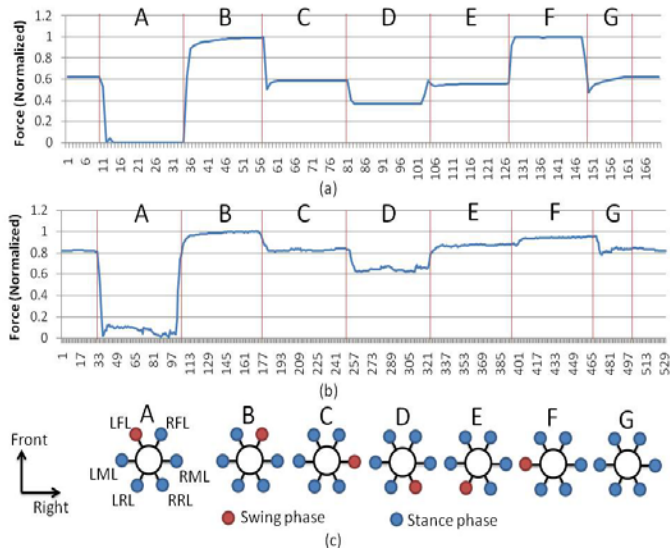 A B C D E F G
Force (Normalized)
1.2
1
0.8
0.6
0.4
0.2
0
1 6 11 16 21 26 31 36 41 46 51 56 61 66 71 76 81 86 91 96 101 106 111 116 121 126 131 136 141 146 151 156 161 166
(a)
A B C D E F G
Force (Normalized)
1.2
1
0.8
0.6
0.4
0.2
0
1 17 33 49 65 81 97 113 129 145 161 177 193 209 225 241 257 273 289 305 321 337 353 369 385 401 417 433 449 465 481 497 513 529
(b)
A B C D E F G
LFL RFL
Front
LML RML
LRL RRL
Right
Swing phase Stance phase
(c)